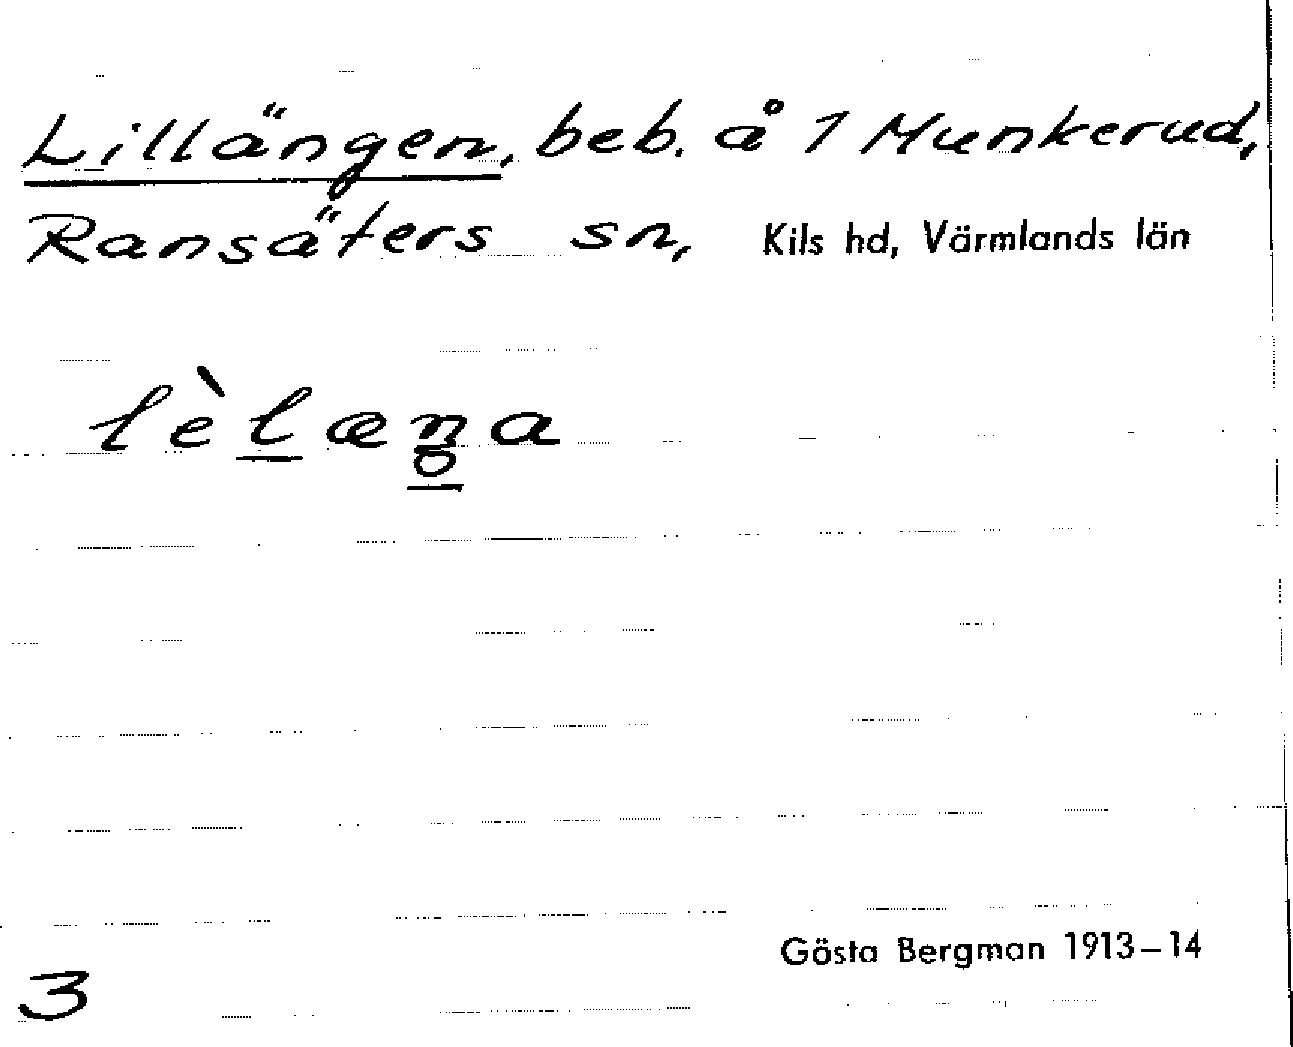 Lillängen, beb. å 1 Munkerud,
Ransäters sn, Kils hd, Värmlands län
lèlæŋa
Gösta Bergman 1913–14
3